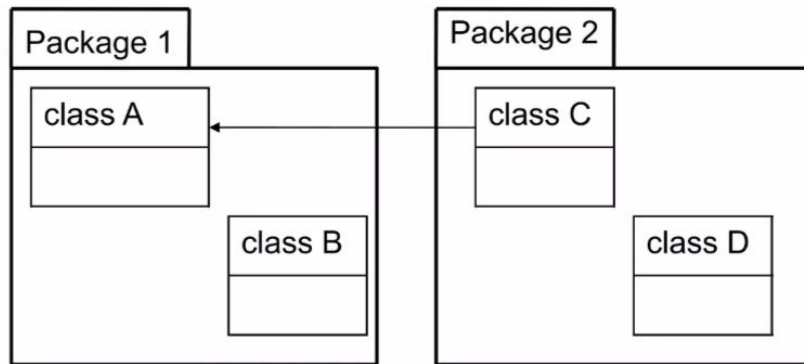 Package 1
Package 2
class A
class C
class B
class D